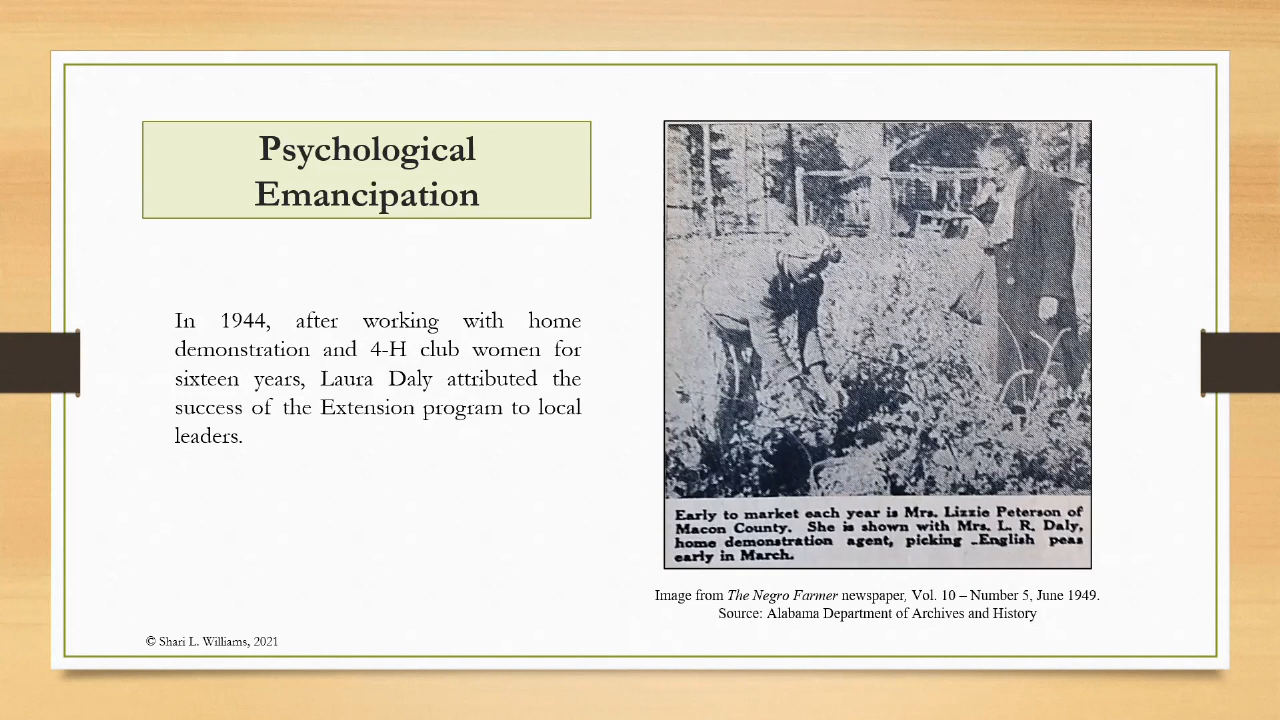 Psychological
Emancipation
In 1944, after working with home
demonstration and 4-H club women for
sixteen years, Laura Daly attributed the
success of the Extension program to local
leaders.
Early to market each year is Mrs. Lizzie Peterson of
Macon County. She is shown with Mrs. L. R. Daly,
home demonstration agent, picking English peas
early in March.
Image from The Negro Farmer newspaper, Vol. 10 – Number 5, June 1949.
Source: Alabama Department of Archives and History
© Shari L. Williams, 2021